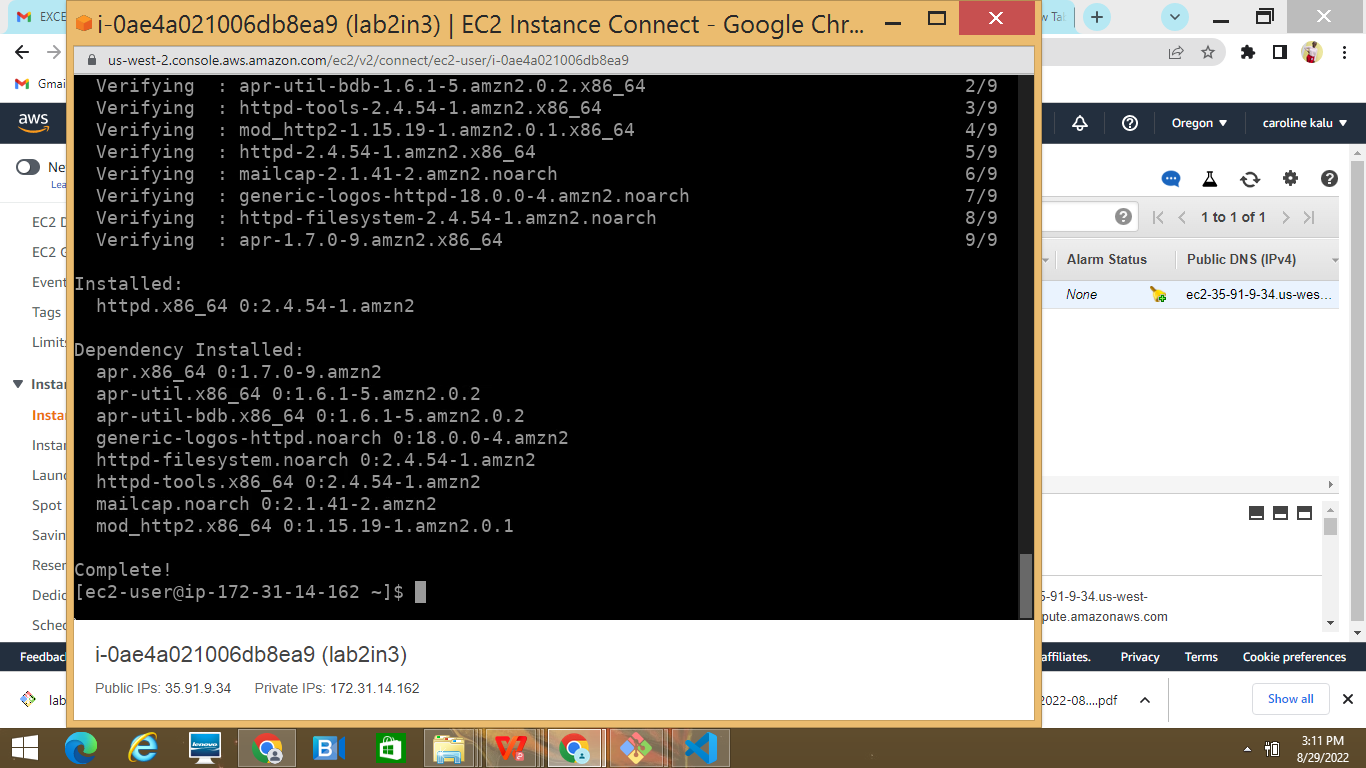 EXCE
i-0ae4a021006db8ea9 (lab2in3) | EC2 Instance Connect - Google Chr...
us-west-2.console.aws.amazon.com/ec2/v2/connect/ec2-user/i-0ae4a021006db8ea9
Gmai
aws
Oregon
caroline kalu
Ne
Lea
EC2 D
EC2 G
Event
Tags
Limits
Insta
Insta
Insta
Laun
Spot
Savin
Reser
Dedic
Sched
Verifying : apr-util-bdb-1.6.1-5.amzn2.0.2.x86_64 2/9
Verifying : httpd-tools-2.4.54-1.amzn2.x86_64 3/9
Verifying : mod_http2-1.15.19-1.amzn2.0.1.x86_64 4/9
Verifying : httpd-2.4.54-1.amzn2.x86_64 5/9
Verifying : mailcap-2.1.41-2.amzn2.noarch 6/9
Verifying : generic-logos-httpd-18.0.0-4.amzn2.noarch 7/9
Verifying : httpd-filesystem-2.4.54-1.amzn2.noarch 8/9
Verifying : apr-1.7.0-9.amzn2.x86_64 9/9
Installed:
httpd.x86_64 0:2.4.54-1.amzn2
Dependency Installed:
apr.x86_64 0:1.7.0-9.amzn2
apr-util.x86_64 0:1.6.1-5.amzn2.0.2
apr-util-bdb.x86_64 0:1.6.1-5.amzn2.0.2
generic-logos-httpd.noarch 0:18.0.0-4.amzn2
httpd-filesystem.noarch 0:2.4.54-1.amzn2
httpd-tools.x86_64 0:2.4.54-1.amzn2
mailcap.noarch 0:2.1.41-2.amzn2
mod_http2.x86_64 0:1.15.19-1.amzn2.0.1
Complete!
[ec2-user@ip-172-31-14-162 ~]$
i-0ae4a021006db8ea9 (lab2in3)
Public IPs: 35.91.9.34 Private IPs: 172.31.14.162
1 to 1 of 1
Alarm Status Public DNS (IPv4)
None ec2-35-91-9-34.us-wes...
5-91-9-34.us-west-
pute.amazonaws.com
Feedbac
affiliates. Privacy Terms Cookie preferences
lab
2022-08....pdf
Show all
lenovo
3:11 PM
8/29/2022